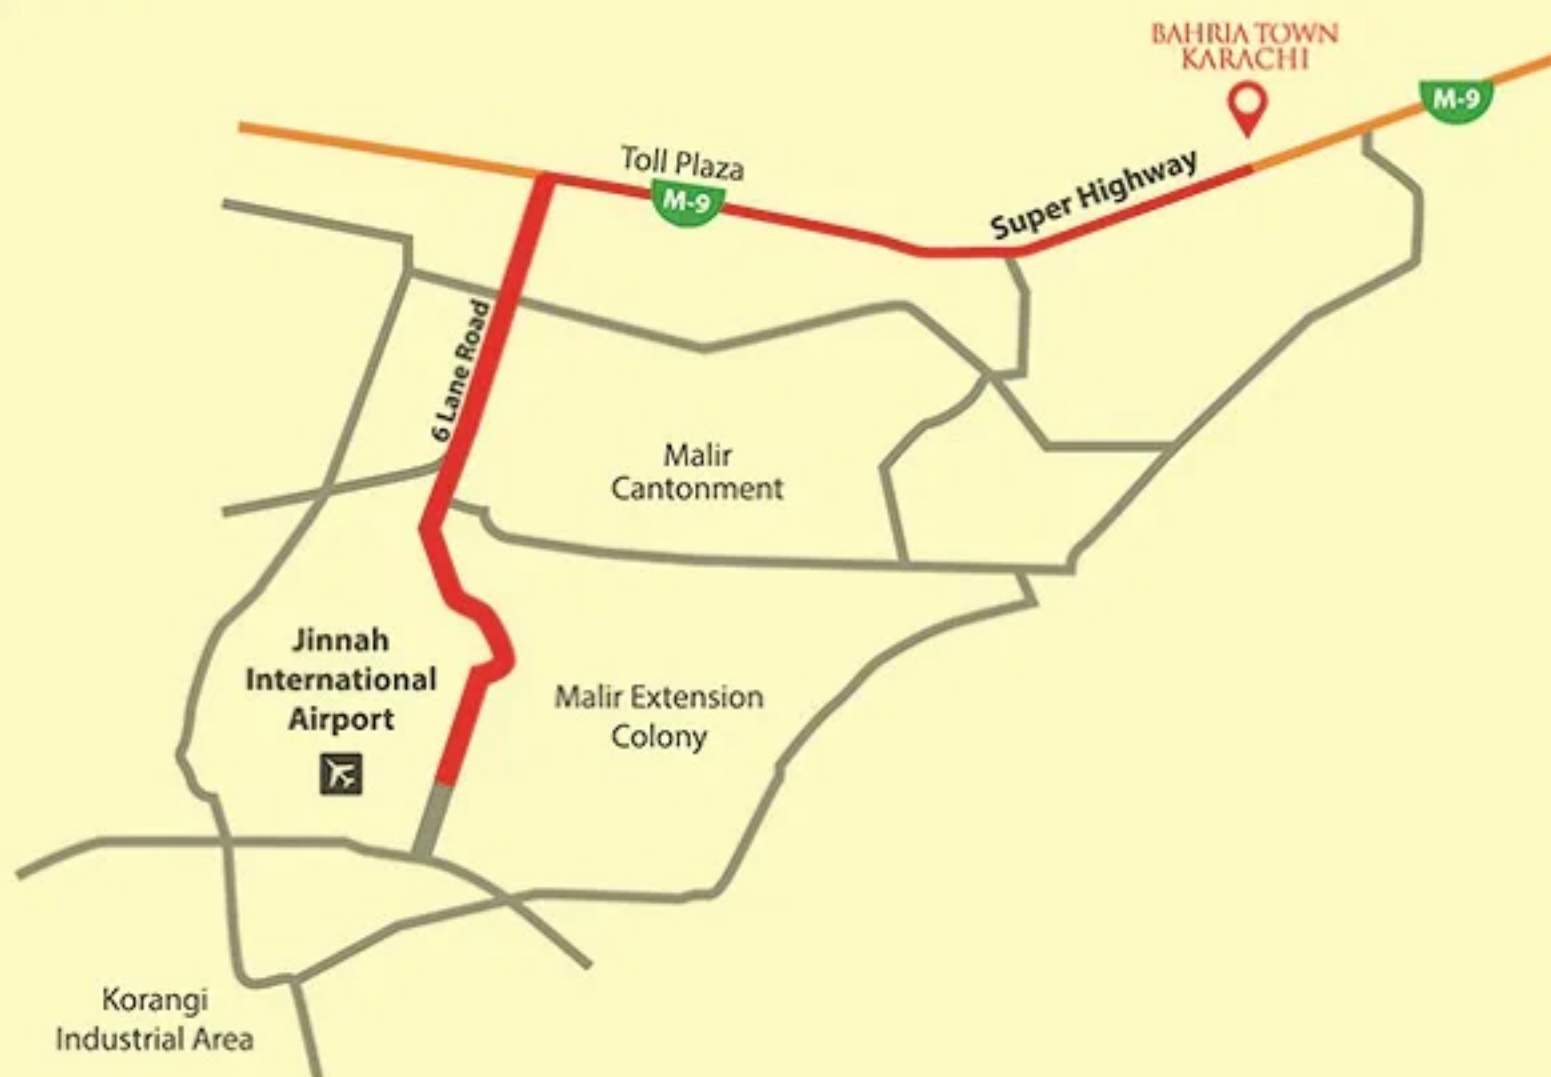 BAHRIA TOWN
KARACHI
M-9
Toll Plaza
M-9
Super Highway
6 Lane Road
Malir
Cantonment
Jinnah
International
Airport
Malir Extension
Colony
Korangi
Industrial Area